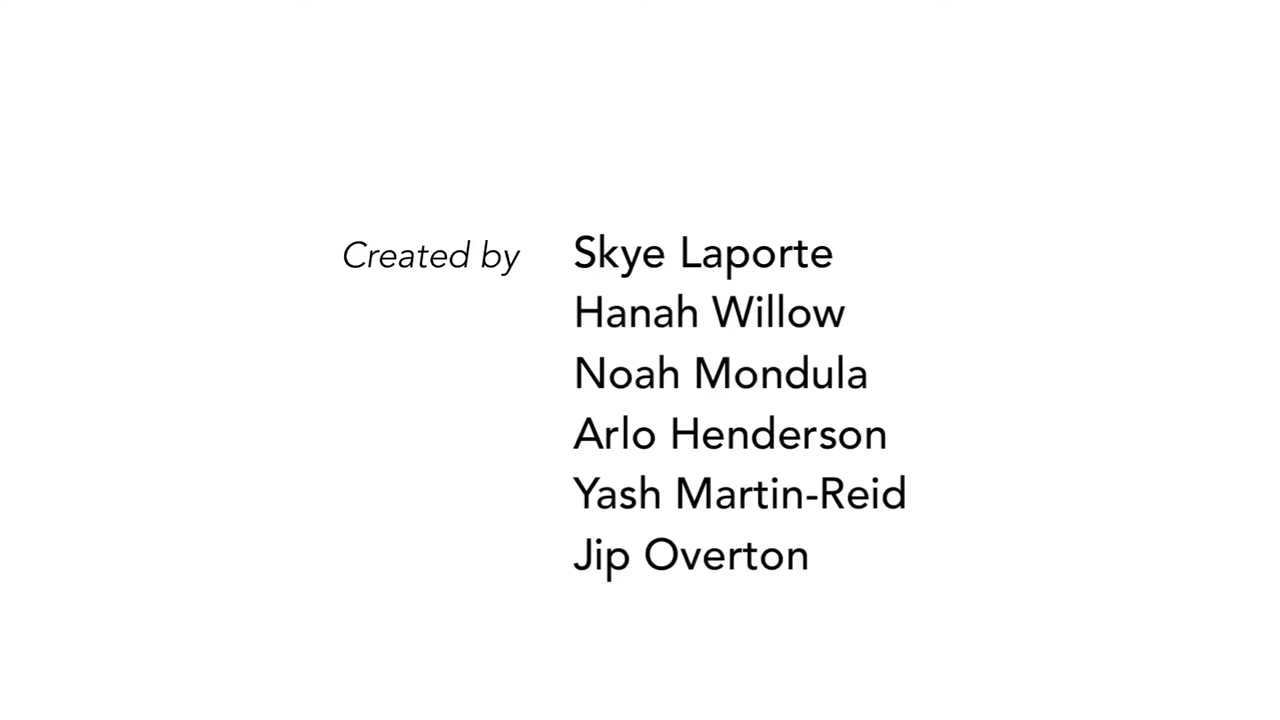 Created by Skye Laporte
Hanah Willow
Noah Mondula
Arlo Henderson
Yash Martin-Reid
Jip Overton